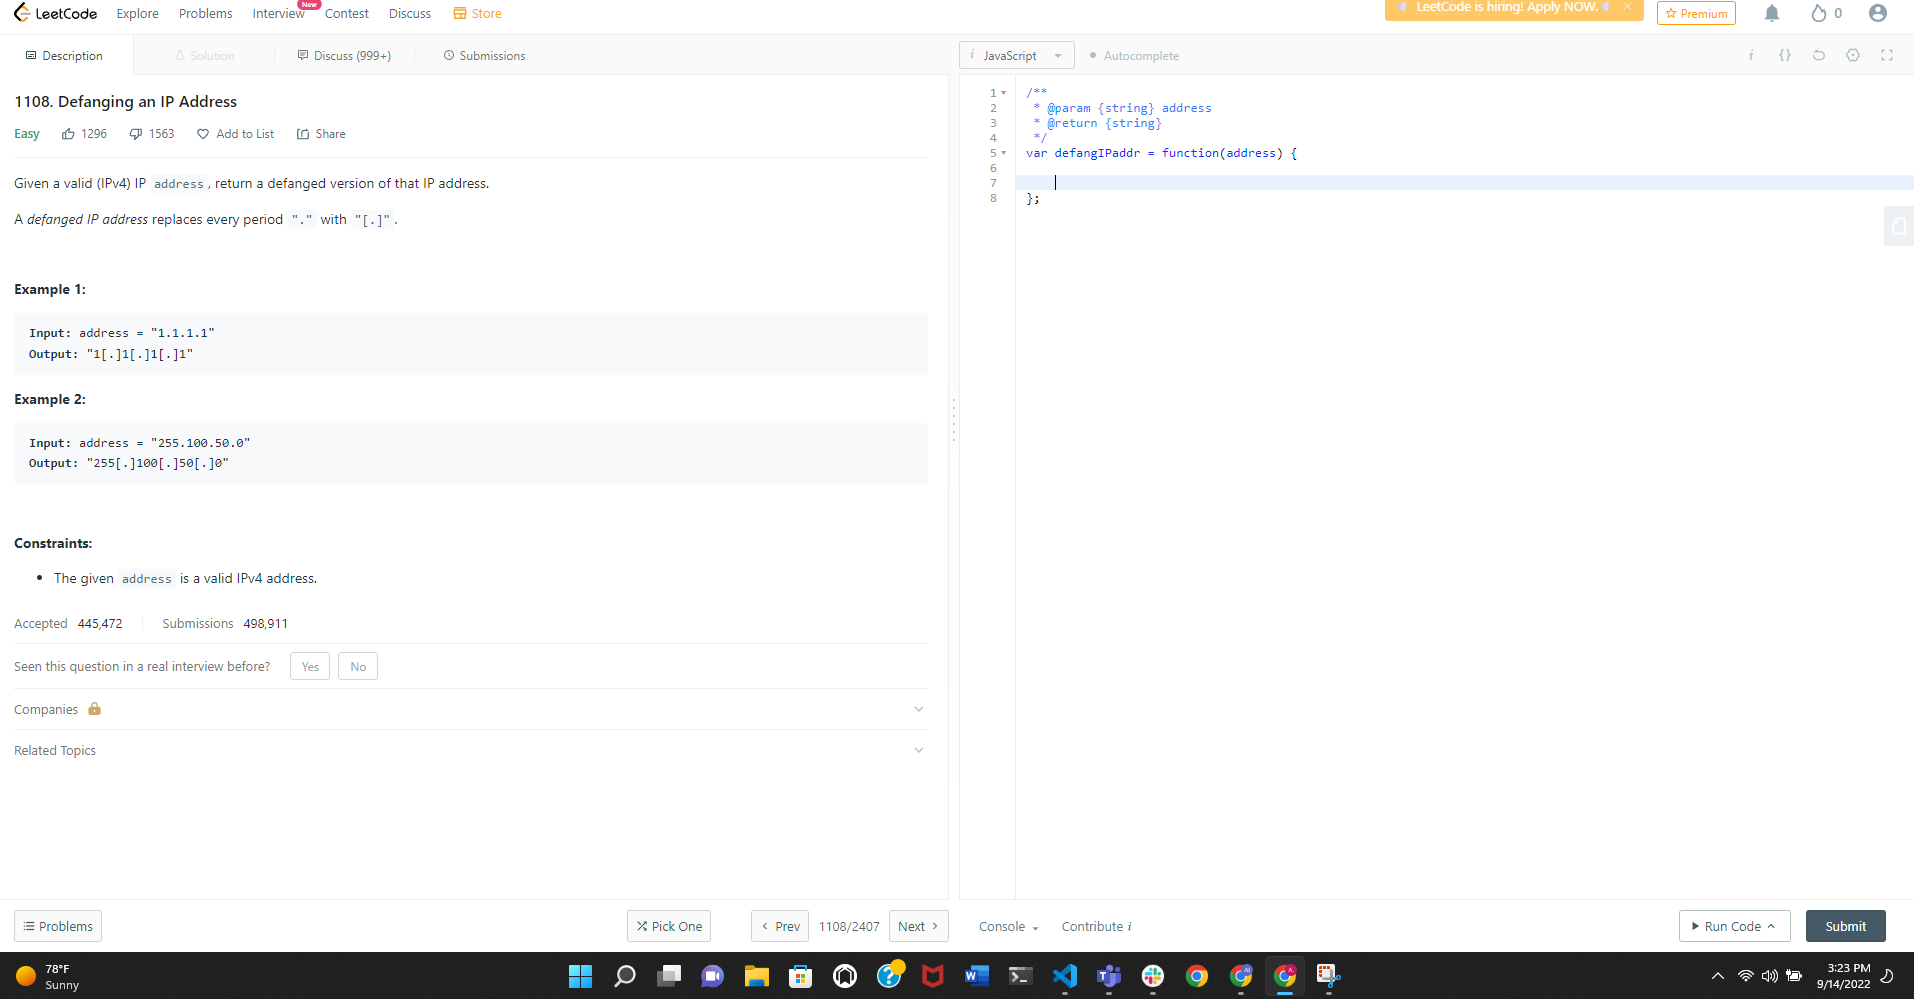 LeetCode Explore Problems Interview New Contest Discuss Store LeetCode is hiring! Apply NOW. × Premium 0
Description Solution Discuss (999+) Submissions
i JavaScript Autocomplete i {}
1108. Defanging an IP Address
Easy 1296 1563 Add to List Share
Given a valid (IPv4) IP address, return a defanged version of that IP address.
A defanged IP address replaces every period "." with "[.]".
Example 1:
Input: address = "1.1.1.1"
Output: "1[.]1[.]1[.]1"
Example 2:
Input: address = "255.100.50.0"
Output: "255[.]100[.]50[.]0"
Constraints:
• The given address is a valid IPv4 address.
Accepted 445,472 Submissions 498,911
Seen this question in a real interview before? Yes No
Companies
Related Topics
1 /**
2 * @param {string} address
3 * @return {string}
4 */
5 var defangIPaddr = function(address) {
6
7
8 };
Problems Pick One Prev 1108/2407 Next Console Contribute i Run Code Submit
78°F
Sunny
3:23 PM
9/14/2022